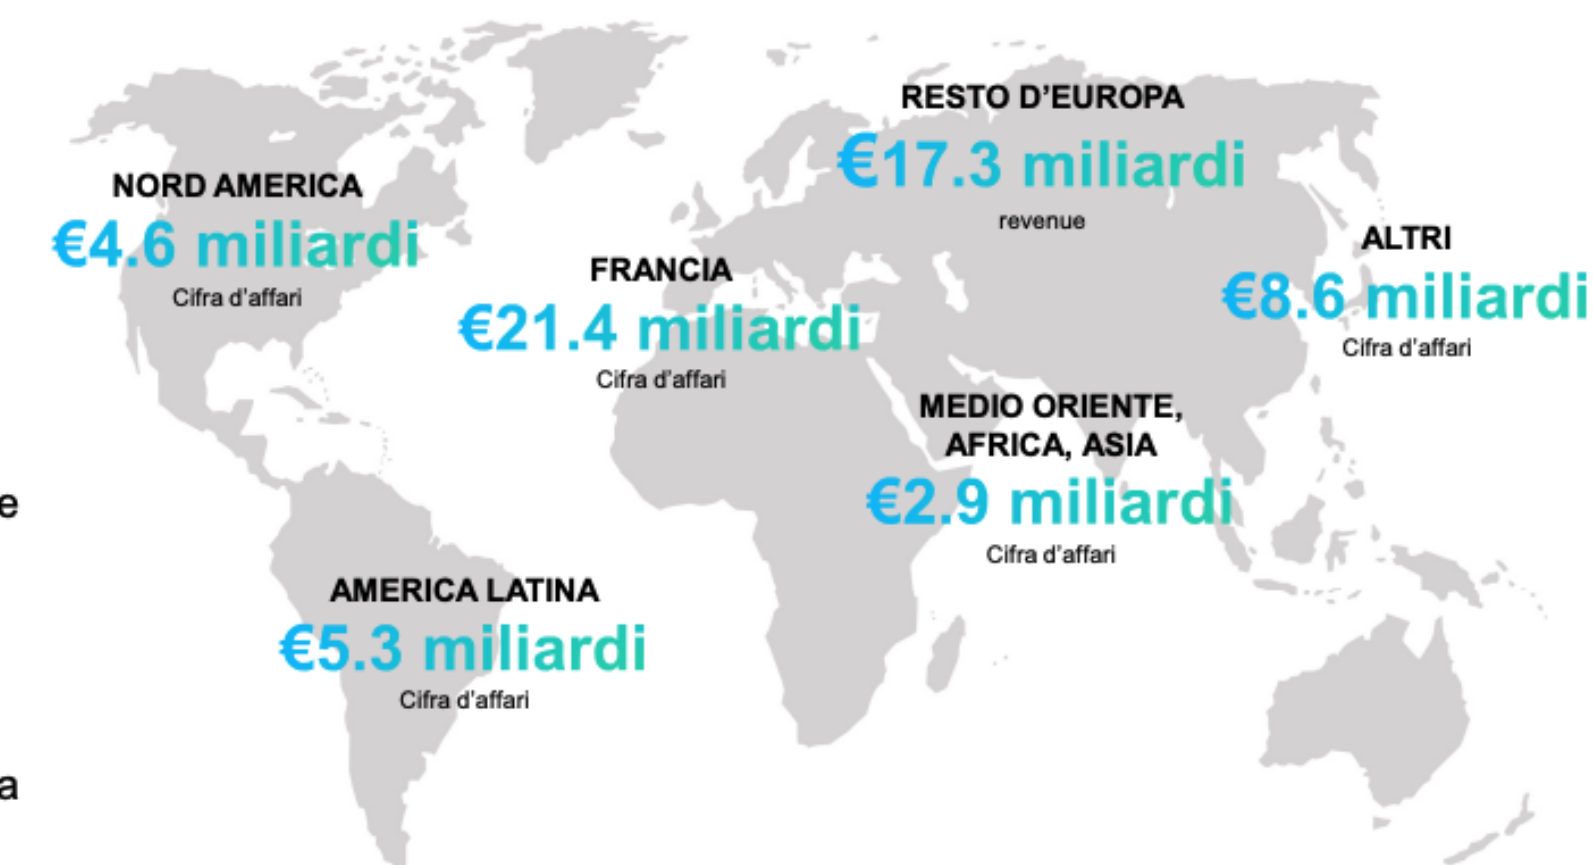 RESTO D'EUROPA
€17.3 miliardi
revenue
NORD AMERICA
€4.6 miliardi
Cifra d'affari
FRANCIA
€21.4 miliardi
Cifra d'affari
ALTRI
€8.6 miliardi
Cifra d'affari
MEDIO ORIENTE,
AFRICA, ASIA
€2.9 miliardi
Cifra d'affari
e
AMERICA LATINA
€5.3 miliardi
Cifra d'affari
a